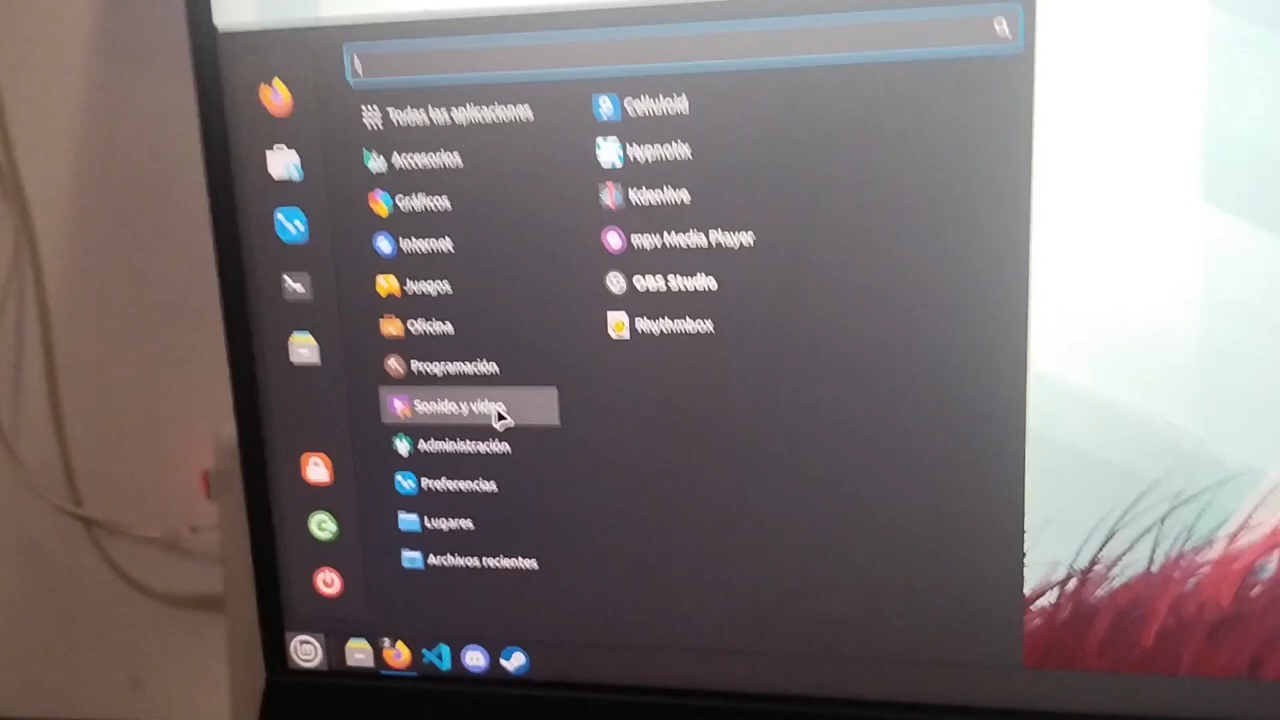 Todas las aplicaciones
Accesorios
Gráficos
Internet
Juegos
Oficina
Programación
Sonido y vídeo
Administración
Preferencias
Lugares
Archivos recientes
Celluloid
Hypnotix
Kdenlive
mpv Media Player
OBS Studio
Rhythmbox
2